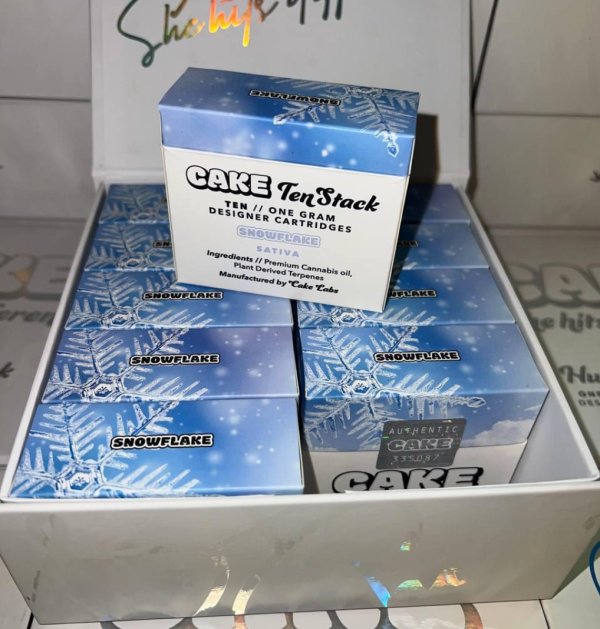 SNOWFLAKE
CAKE TenStack
TEN // ONE GRAM
DESIGNER CARTRIDGES
SNOWFLAKE
SATIVA
Ingredients // Premium Cannabis oil,
Plant Derived Terpenes
Manufactured by Cake Labs
SNOWFLAKE
SNOWFLAKE
SNOWFLAKE
SNOWFLAKE
AUTHENTIC
CAKE
CAKE